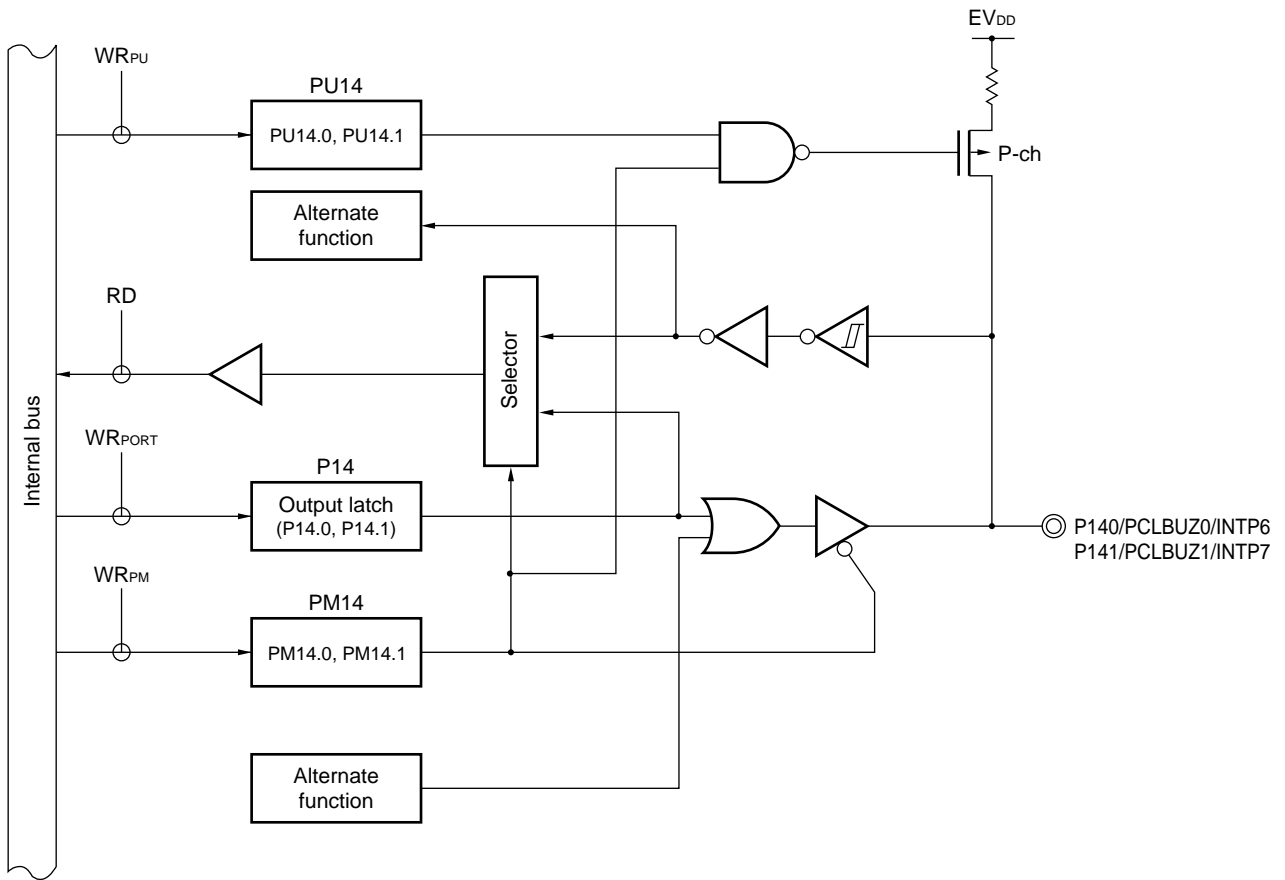 EVDD
WRPU
PU14
PU14.0, PU14.1
P-ch
Alternate
function
RD
Selector
Internal bus
WRPORT
P14
Output latch
(P14.0, P14.1)
P140/PCLBUZ0/INTP6
P141/PCLBUZ1/INTP7
WRPM
PM14
PM14.0, PM14.1
Alternate
function